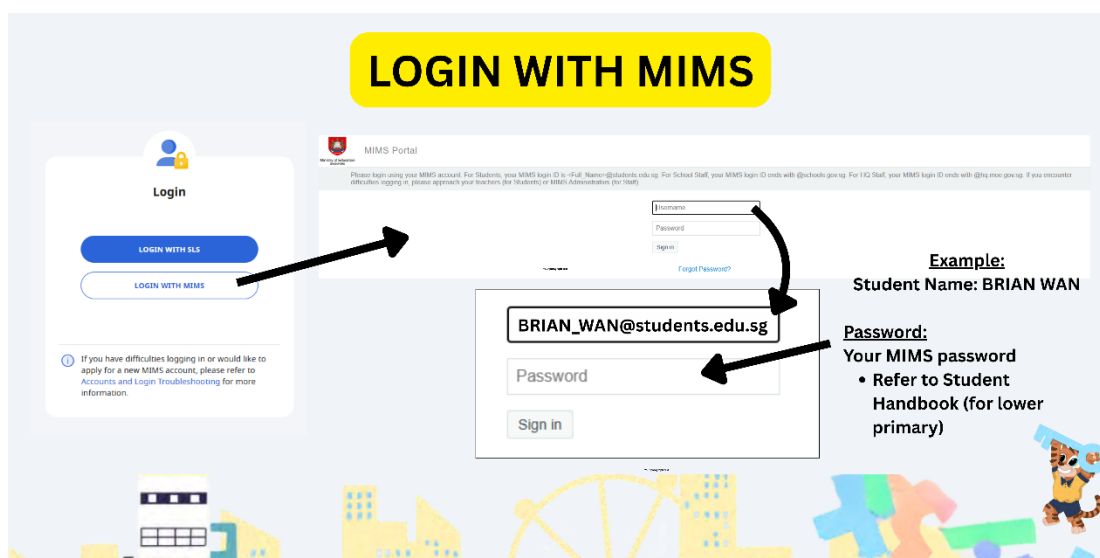 LOGIN WITH MIMS
Login
LOGIN WITH SLS
LOGIN WITH MIMS
If you have difficulties logging in or would like to
apply for a new MIMS account, please refer to
Accounts and Login Troubleshooting for more
information.
MIMS Portal
Please login using your MIMS account. For Students, your MIMS login ID is <Full_Name>@students.edu.sg. For School Staff, your MIMS login ID ends with @schools.gov.sg. For HQ Staff, your MIMS login ID ends with @hq.moe.gov.sg. If you encounter
difficulties logging in, please approach your teachers (for Students) or MIMS Administrators (for Staff).
Username
Password
Sign in
Forgot Password?
BRIAN_WAN@students.edu.sg
Password
Sign in
Example:
Student Name: BRIAN WAN
Password:
Your MIMS password
• Refer to Student
Handbook (for lower
primary)